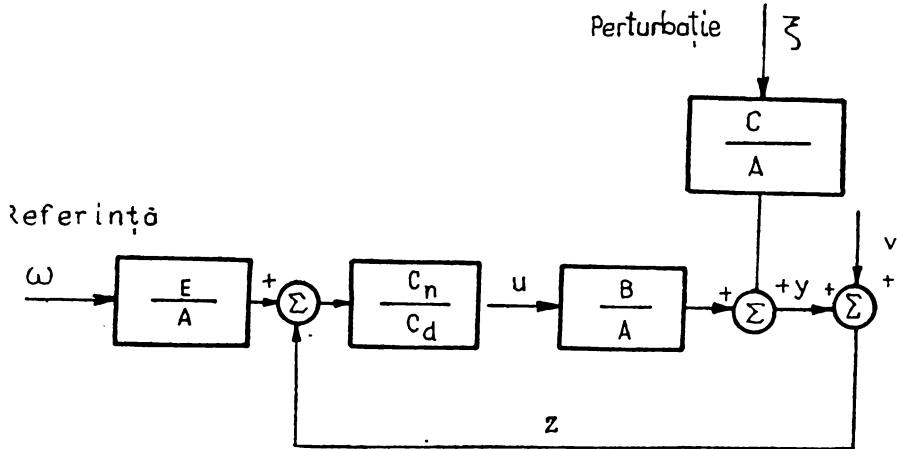 Perturbație ξ
C
A
Referință
ω
E
A
+
Σ
C_n
C_d
u
B
A
+
Σ
+
y
+
Σ
v
+
z